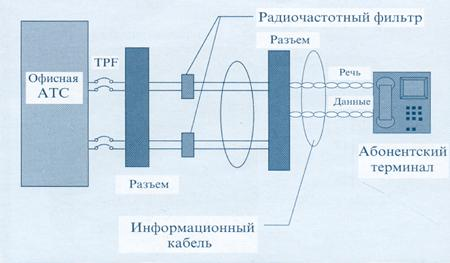 Радиочастотный фильтр
Разъем
TPF
Офисная
АТС
Речь
Данные
Абонентский
терминал
Разъем
Информационный
кабель